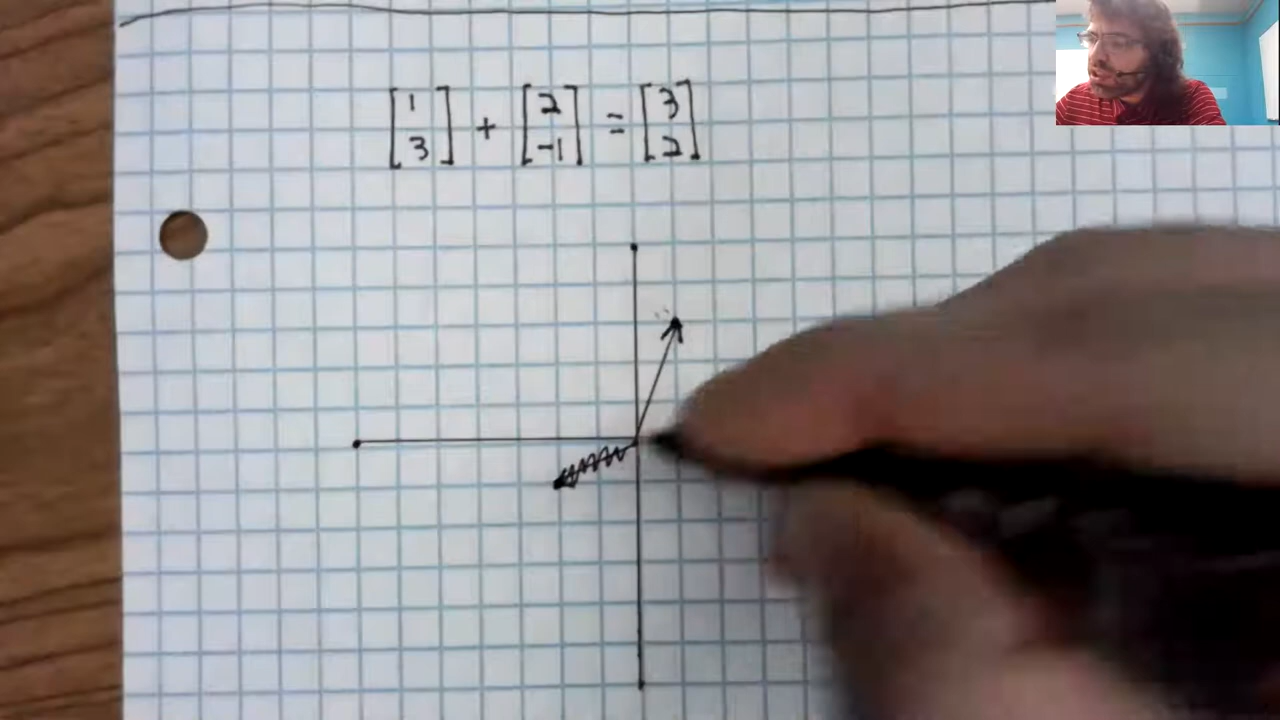 [1 3] + [2 -1] = [3 2]